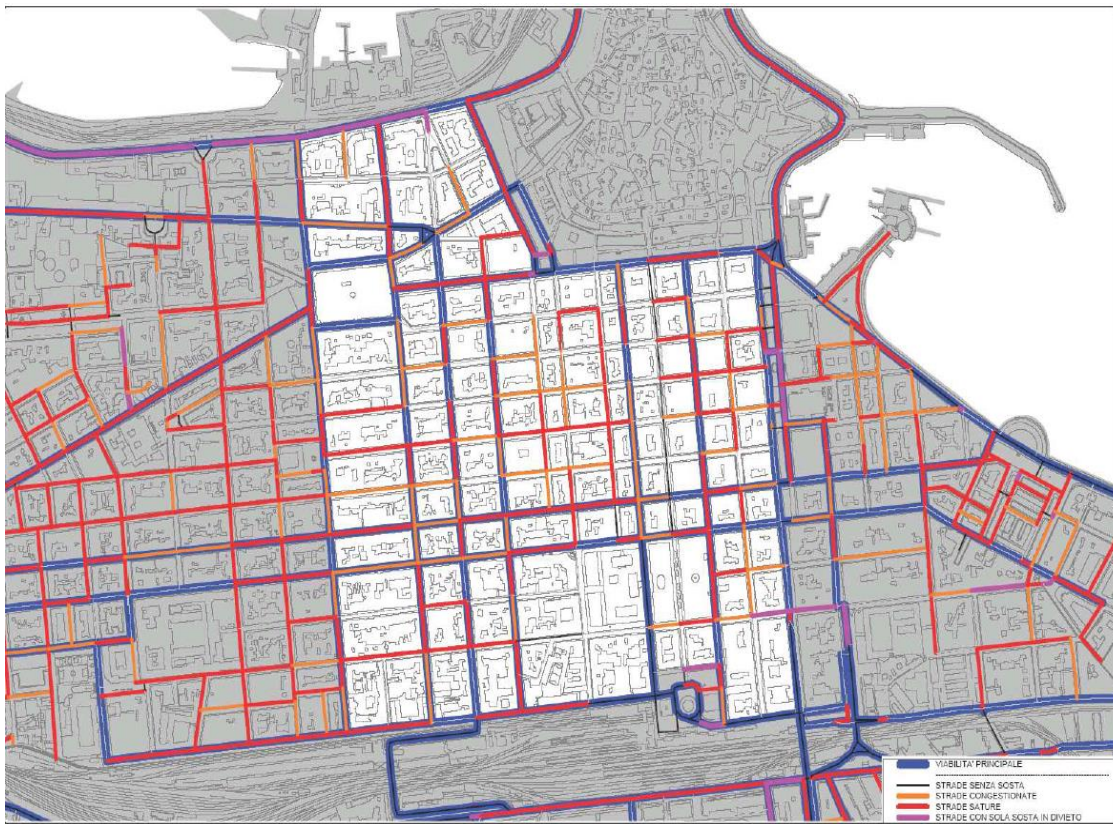 VIABILITA' PRINCIPALE
STRADE SENZA SOSTA
STRADE CONGESTIONATE
STRADE SATURE
STRADE CON SOLA SOSTA IN DIVIETO